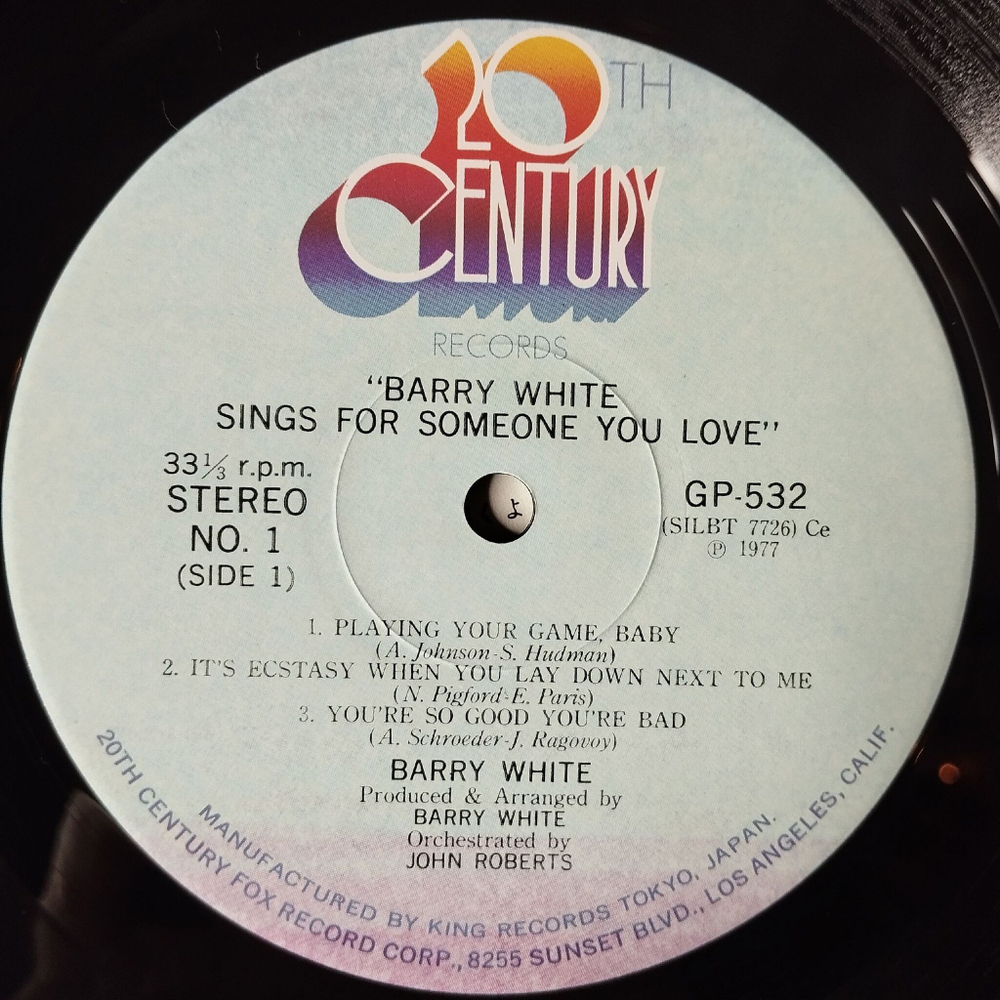 20TH
CENTURY
RECORDS
"BARRY WHITE
SINGS FOR SOMEONE YOU LOVE"
33⅓ r.p.m.
STEREO
NO. 1
(SIDE 1)
GP-532
(SILBT 7726) Ce
Ⓟ 1977
よ
1. PLAYING YOUR GAME, BABY
(A. Johnson-S. Hudman)
2. IT'S ECSTASY WHEN YOU LAY DOWN NEXT TO ME
(N. Pigford-E. Paris)
3. YOU'RE SO GOOD YOU'RE BAD
(A. Schroeder-J. Ragovoy)
BARRY WHITE
Produced & Arranged by
BARRY WHITE
Orchestrated by
JOHN ROBERTS
MANUFACTURED BY KING RECORDS TOKYO, JAPAN.
20TH CENTURY FOX RECORD CORP., 8255 SUNSET BLVD., LOS ANGELES, CALIF.